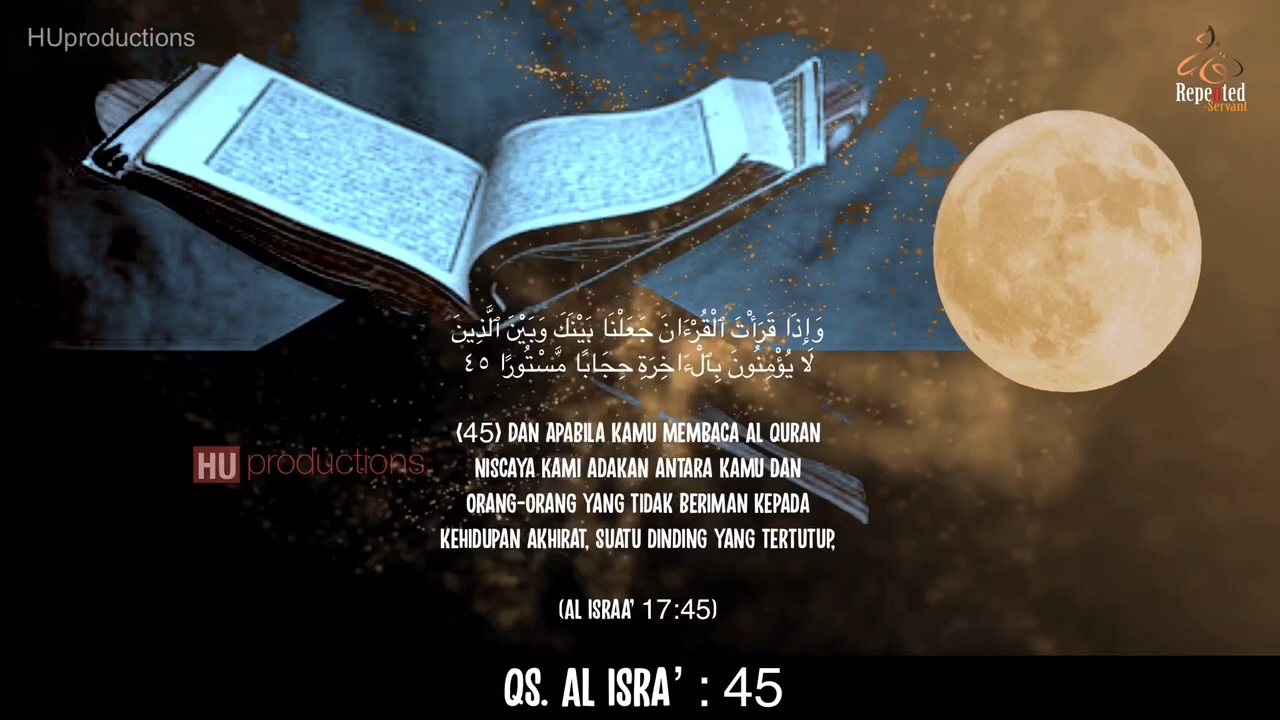 HUproductions
Repented
Servant
وَإِذَا قَرَأْتَ ٱلْقُرْءَانَ جَعَلْنَا بَيْنَكَ وَبَيْنَ ٱلَّذِينَ
لَا يُؤْمِنُونَ بِٱلْءَاخِرَةِ حِجَابًا مَّسْتُورًا ٤٥
(45) DAN APABILA KAMU MEMBACA AL QURAN
NISCAYA KAMI ADAKAN ANTARA KAMU DAN
ORANG-ORANG YANG TIDAK BERIMAN KEPADA
KEHIDUPAN AKHIRAT, SUATU DINDING YANG TERTUTUP,
HU productions
(AL ISRAA' 17:45)
QS. AL ISRA' : 45